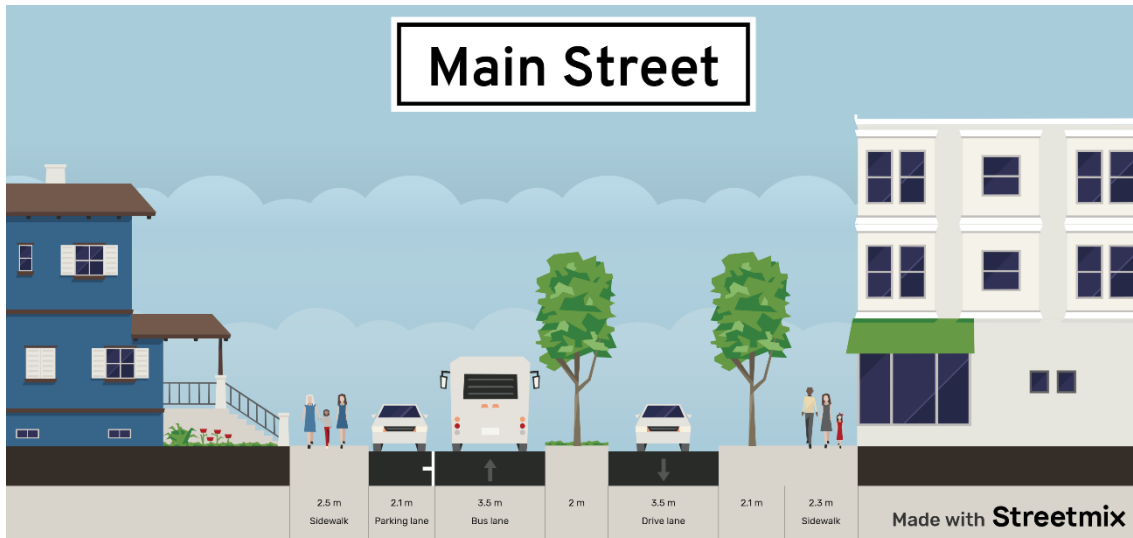 Main Street
2.5 m
Sidewalk
2.1 m
Parking lane
3.5 m
Bus lane
2 m
3.5 m
Drive lane
2.1 m
2.3 m
Sidewalk
Made with Streetmix